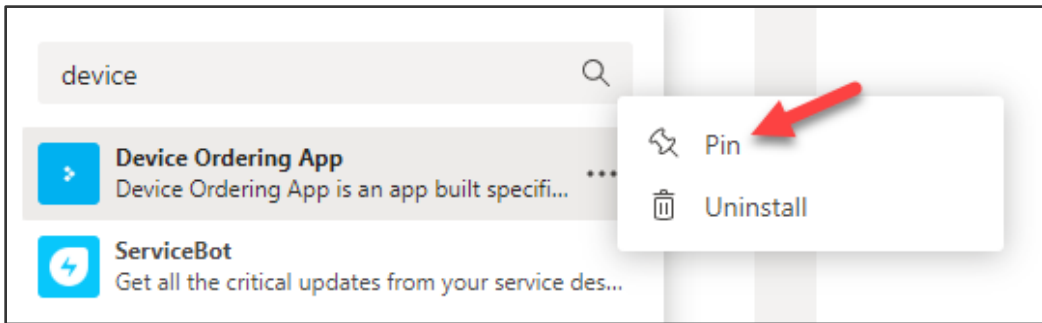 device
Device Ordering App
Device Ordering App is an app built specifi...
ServiceBot
Get all the critical updates from your service des...
Pin
Uninstall